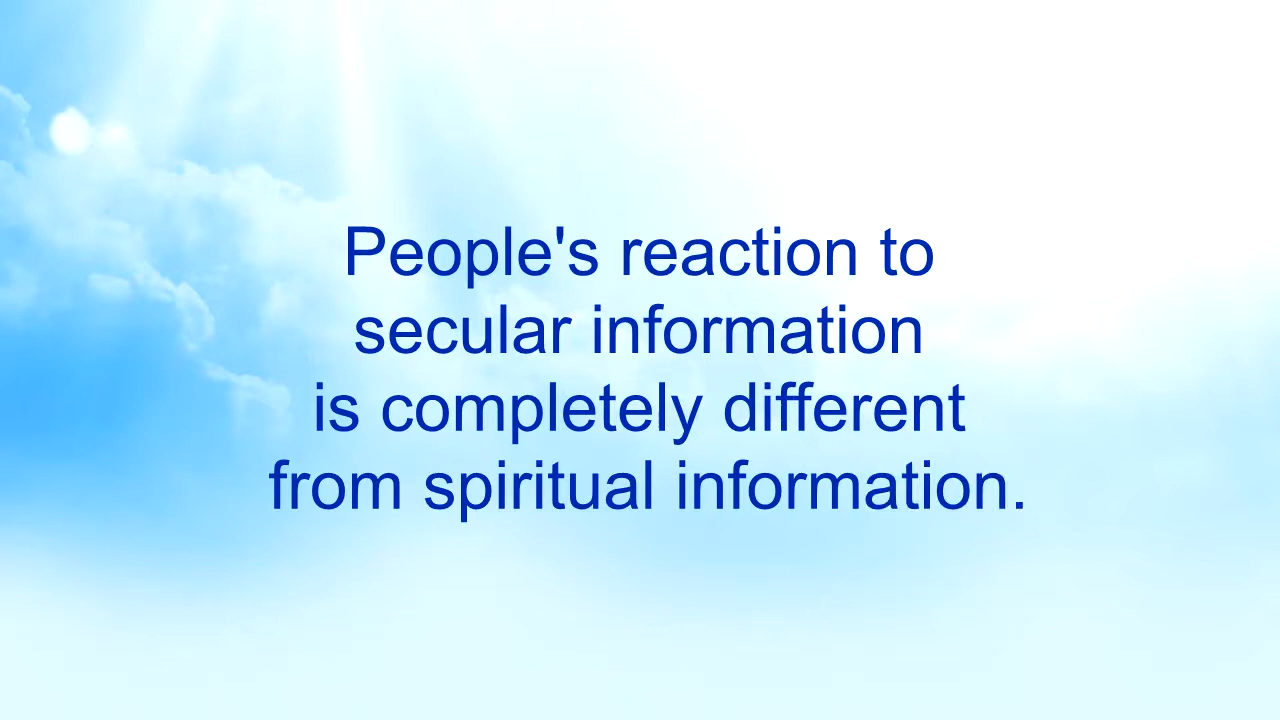 People's reaction to
secular information
is completely different
from spiritual information.